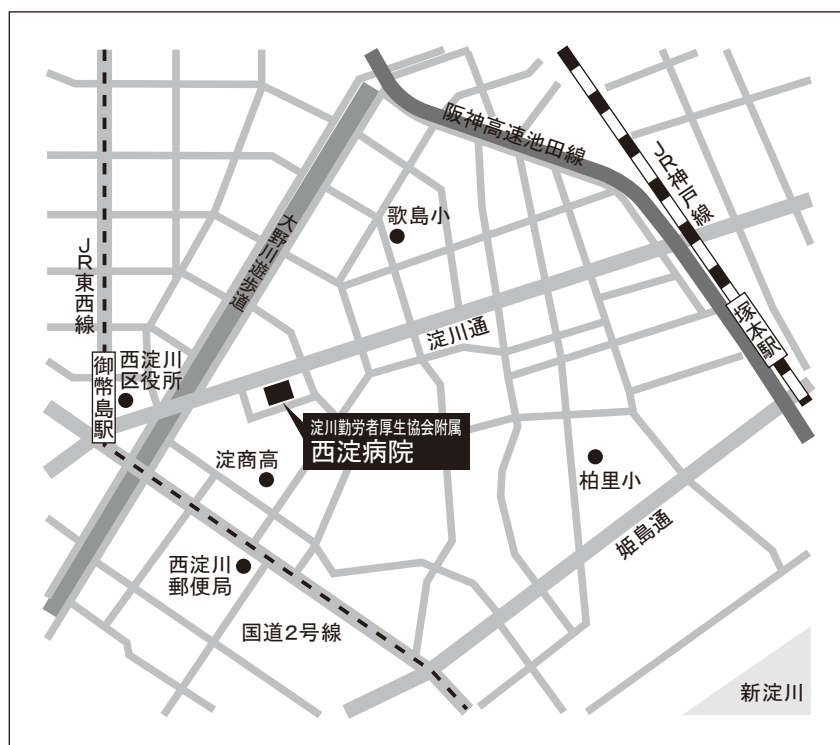 阪神高速池田線
JR神戸線
歌島小
大野川遊歩道
JR東西線
淀川通
塚本駅
御幣島駅
西淀川
区役所
淀川勤労者厚生協会附属
西淀病院
淀商高
柏里小
姫島通
西淀川
郵便局
国道2号線
新淀川